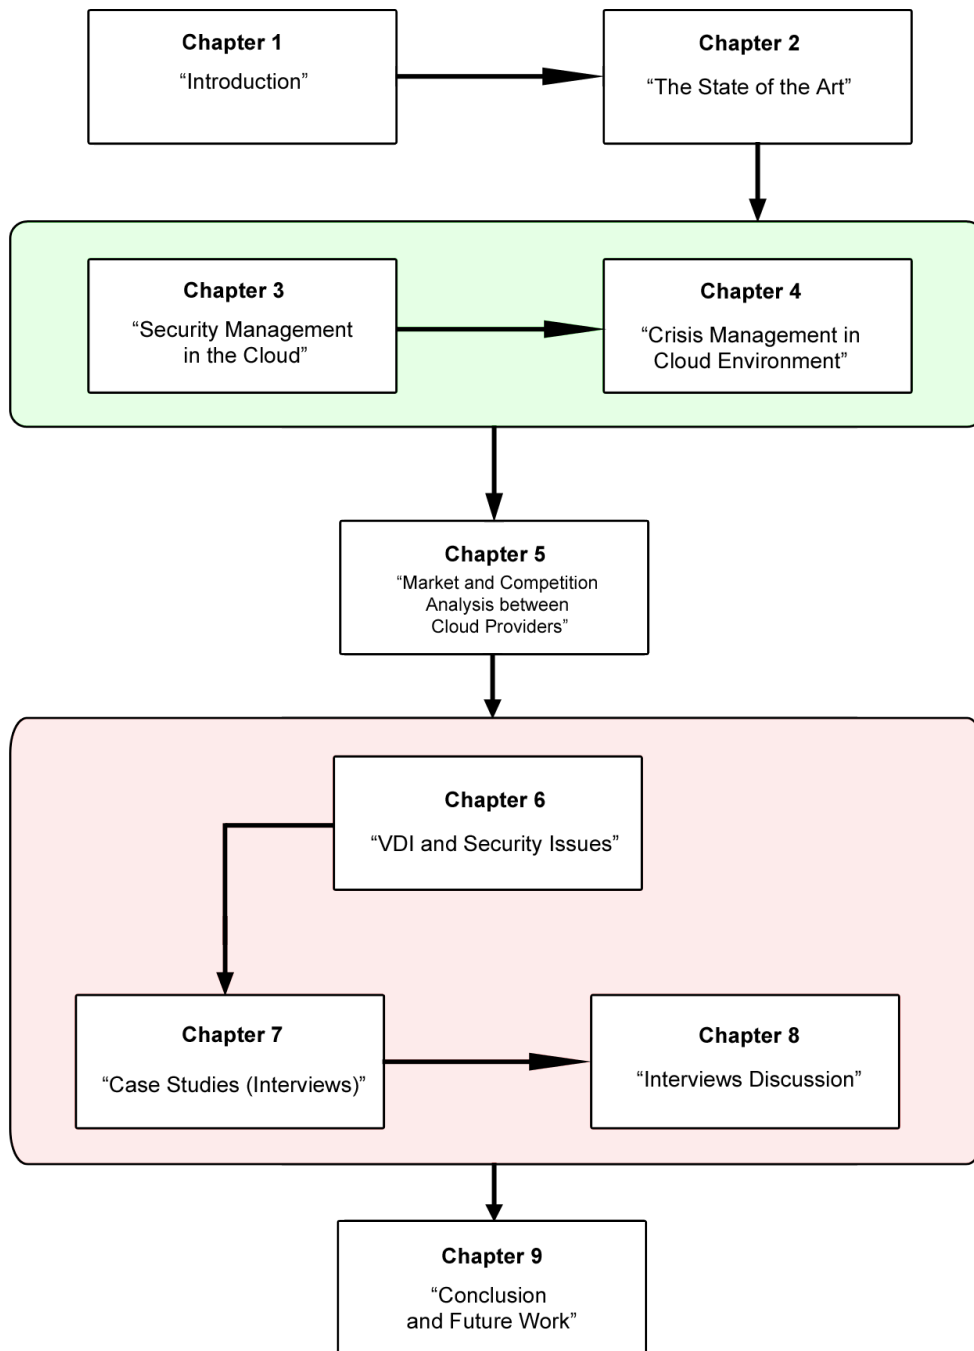 Chapter 1
“Introduction”
Chapter 2
“The State of the Art”
Chapter 3
“Security Management
in the Cloud”
Chapter 4
“Crisis Management in
Cloud Environment”
Chapter 5
“Market and Competition
Analysis between
Cloud Providers”
Chapter 6
“VDI and Security Issues”
Chapter 7
“Case Studies (Interviews)”
Chapter 8
“Interviews Discussion”
Chapter 9
“Conclusion
and Future Work”